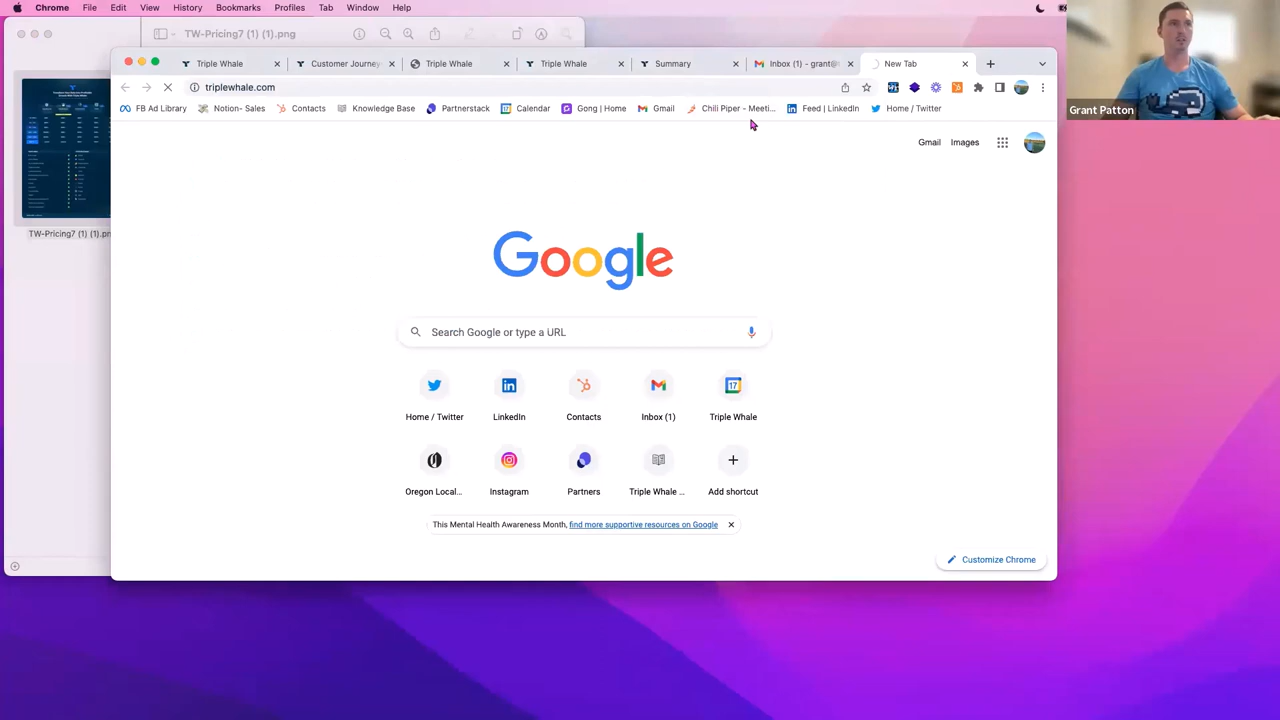 Chrome File Edit View History Bookmarks Profiles Tab Window Help
TW-Pricing7 (1) (1).png
Triple Whale Customer Journey Triple Whale Triple Whale Summary Inbox (1) - grant@ New Tab
triplewhale.com
FB Ad Library Notion- Sales Contacts Knowledge Base Partnerstack Calendar Gong | Home Gmail Chili Piper - Meeti... Feed | LinkedIn Home / Twitter
Grant Patton
Gmail Images
Google
TW-Pricing7 (1) (1).pn
Search Google or type a URL
17
Home / Twitter LinkedIn Contacts Inbox (1) Triple Whale
Oregon Local... Instagram Partners Triple Whale ... Add shortcut
This Mental Health Awareness Month, find more supportive resources on Google
Customize Chrome